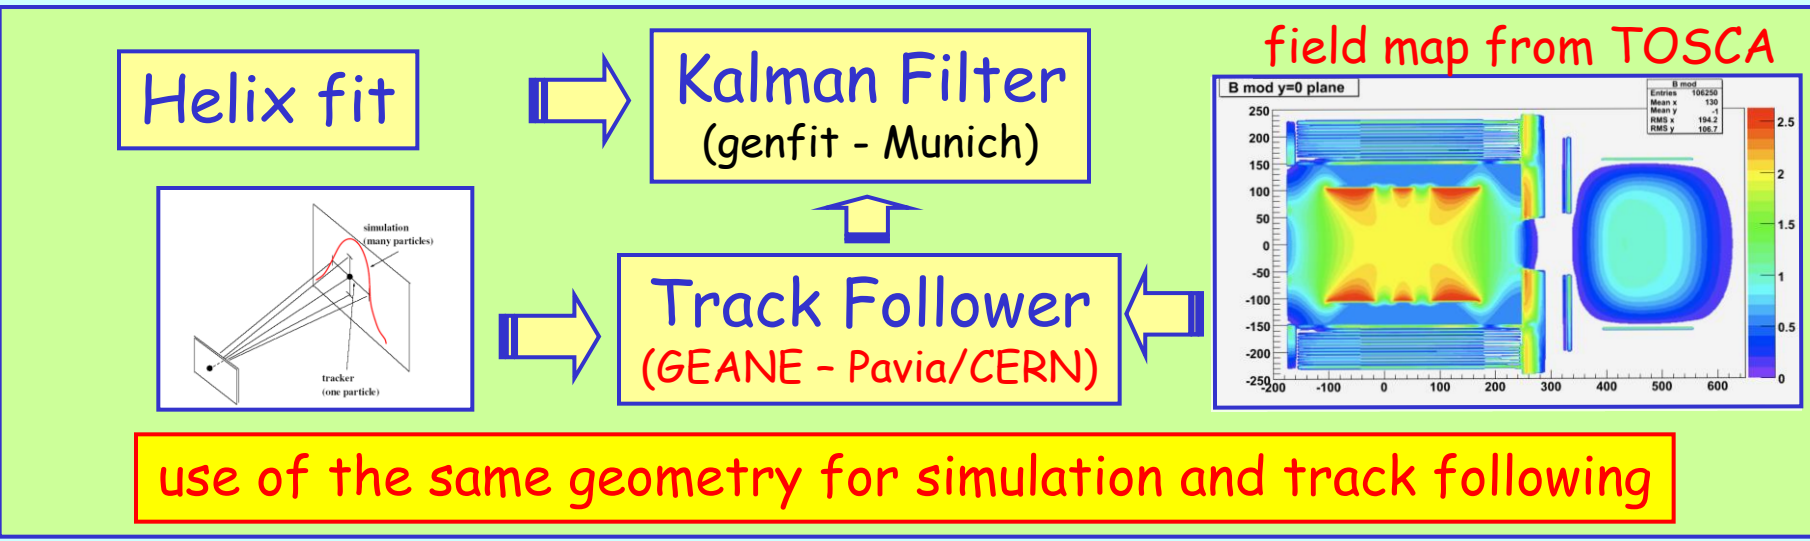 Helix fit
Kalman Filter
(genfit - Munich)
field map from TOSCA
B mod y=0 plane
B mod
Entries 106250
Mean x 130
Mean y -1
RMS x 194.2
RMS y 106.7
250
200
150
100
50
0
-50
-100
-150
-200
-250
-200 -100 0 100 200 300 400 500 600
2.5
2
1.5
1
0.5
0
simulation
(many particles)
tracker
(one particle)
Track Follower
(GEANE – Pavia/CERN)
use of the same geometry for simulation and track following